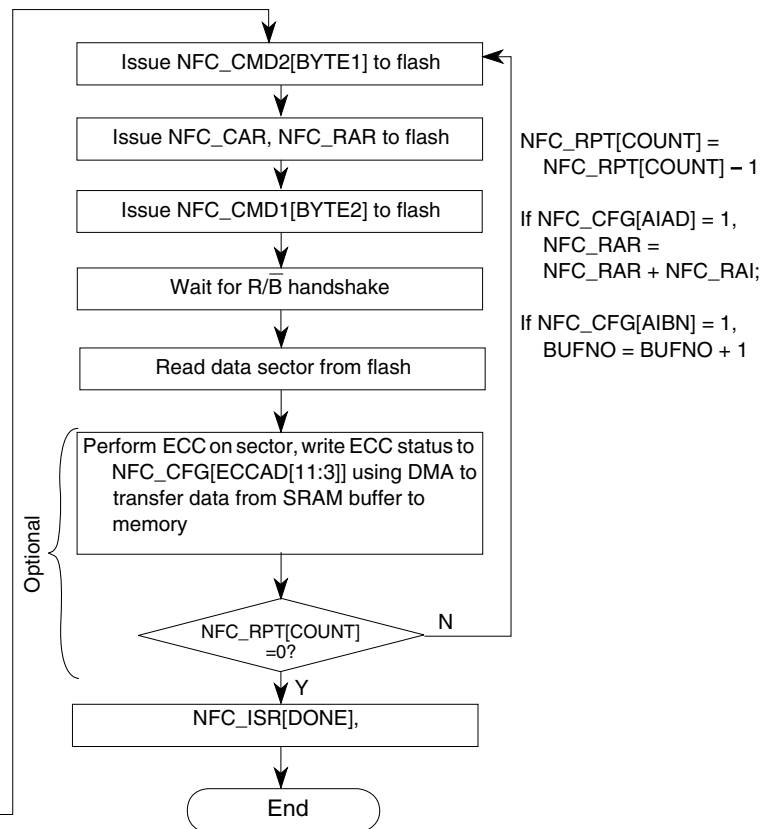 Issue NFC_CMD2[BYTE1] to flash
Issue NFC_CAR, NFC_RAR to flash
Issue NFC_CMD1[BYTE2] to flash
Wait for R/B̅ handshake
Read data sector from flash
Perform ECC on sector, write ECC status to
NFC_CFG[ECCAD[11:3]] using DMA to
transfer data from SRAM buffer to
memory
Optional
NFC_RPT[COUNT]
=0?
N
Y
NFC_ISR[DONE],
End
NFC_RPT[COUNT] =
NFC_RPT[COUNT] – 1
If NFC_CFG[AIAD] = 1,
NFC_RAR =
NFC_RAR + NFC_RAI;
If NFC_CFG[AIBN] = 1,
BUFNO = BUFNO + 1